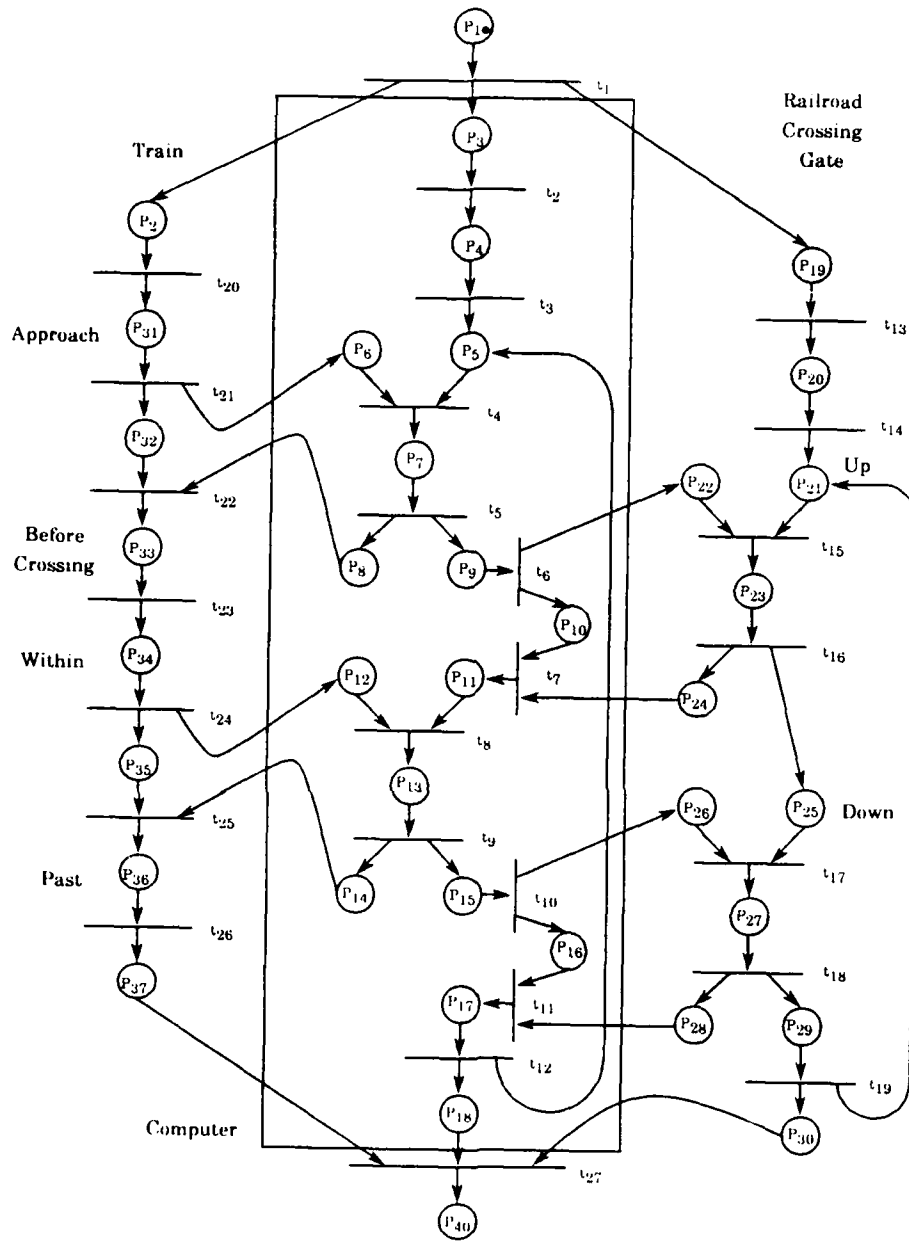 P1
t1
Railroad
Crossing
Gate
Train
P3
t2
P2
P4
P19
t20
t3
t13
Approach
P31
P6
P5
P20
t21
t4
t14
P32
P7
Up
P22
P21
t22
t5
t15
Before
Crossing
P33
P8
P9
t6
P23
t23
P10
t16
Within
P34
P12
P11
t7
P24
t24
t8
P35
P13
P26
P25
Down
t25
t9
t17
Past
P36
P14
P15
t10
P27
t26
P16
t18
P37
P17
t11
P28
P29
t12
t19
Computer
P18
P30
t27
P40